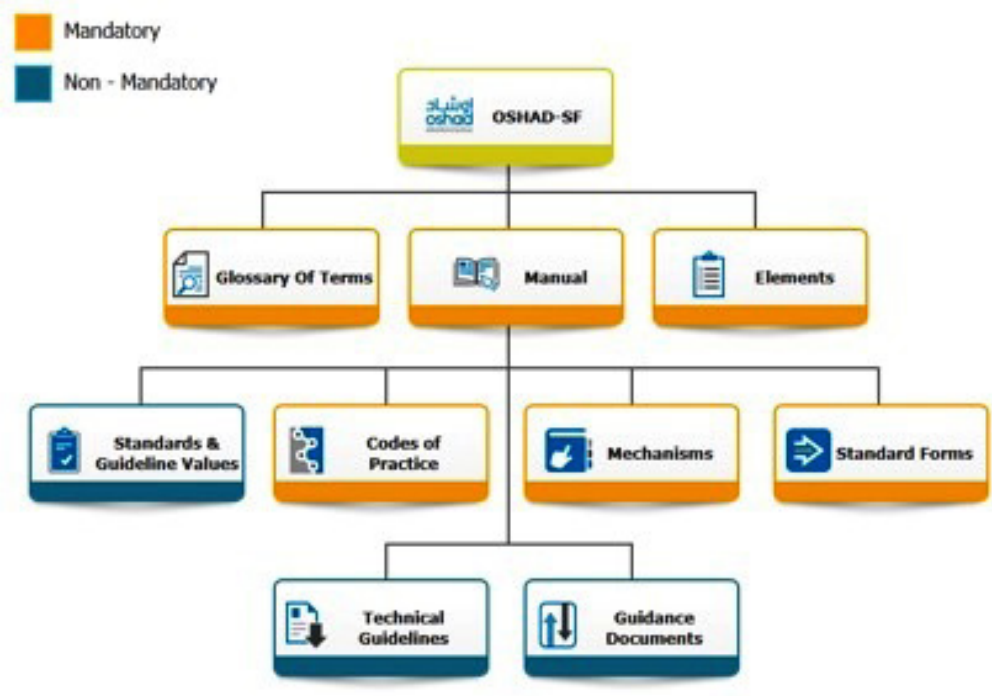 Mandatory
Non - Mandatory
اوشاد
oshad
OSHAD-SF
Glossary Of Terms
Manual
Elements
Standards &
Guideline Values
Codes of
Practice
Mechanisms
Standard Forms
Technical
Guidelines
Guidance
Documents